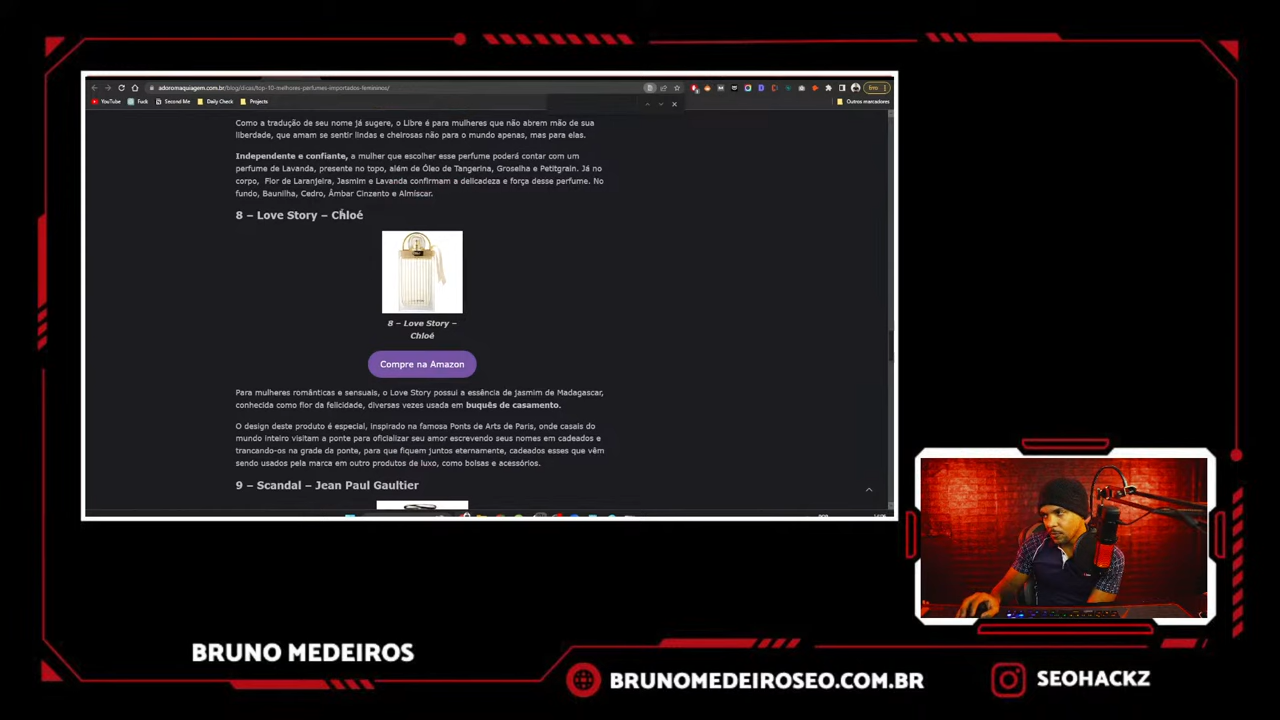 adoromaquiagem.com.br/blog/dicas/top-10-melhores-perfumes-importados-femininos/
YouTube Fuck Second Me Daily Check Projects Outros marcadores
Como a tradução de seu nome já sugere, o Libre é para mulheres que não abrem mão de sua
liberdade, que amam se sentir lindas e cheirosas não para o mundo apenas, mas para elas.
Independente e confiante, a mulher que escolher esse perfume poderá contar com um
perfume de Lavanda, presente no topo, além de Óleo de Tangerina, Groselha e Petitgrain. Já no
corpo, Flor de Laranjeira, Jasmim e Lavanda confirmam a delicadeza e força desse perfume. No
fundo, Baunilha, Cedro, Âmbar Cinzento e Almíscar.
8 – Love Story – Chloé
8 – Love Story –
Chloé
Compre na Amazon
Para mulheres românticas e sensuais, o Love Story possui a essência de jasmim de Madagascar,
conhecida como flor da felicidade, diversas vezes usada em buquês de casamento.
O design deste produto é especial, inspirado na famosa Ponts de Arts de Paris, onde casais do
mundo inteiro visitam a ponte para oficializar seu amor escrevendo seus nomes em cadeados e
trancando-os na grade da ponte, para que fiquem juntos eternamente, cadeados esses que vêm
sendo usados pela marca em outro produtos de luxo, como bolsas e acessórios.
9 – Scandal – Jean Paul Gaultier
BRUNO MEDEIROS
BRUNOMEDEIROSEO.COM.BR
SEOHACKZ